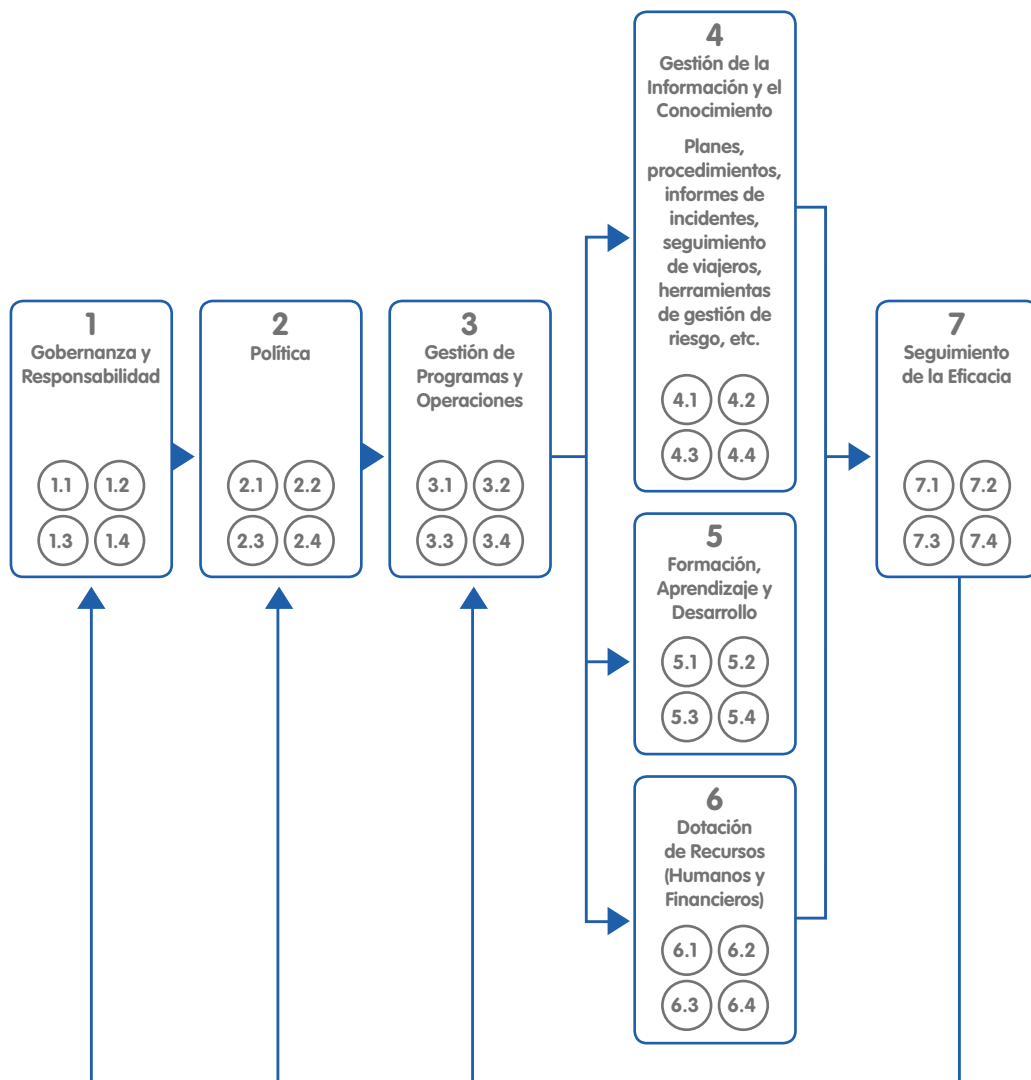 1
Gobernanza y
Responsabilidad
1.1 1.2
1.3 1.4
2
Política
2.1 2.2
2.3 2.4
3
Gestión de
Programas y
Operaciones
3.1 3.2
3.3 3.4
4
Gestión de la
Información y el
Conocimiento
Planes,
procedimientos,
informes de
incidentes,
seguimiento
de viajeros,
herramientas
de gestión de
riesgo, etc.
4.1 4.2
4.3 4.4
5
Formación,
Aprendizaje y
Desarrollo
5.1 5.2
5.3 5.4
6
Dotación
de Recursos
(Humanos y
Financieros)
6.1 6.2
6.3 6.4
7
Seguimiento
de la Eficacia
7.1 7.2
7.3 7.4